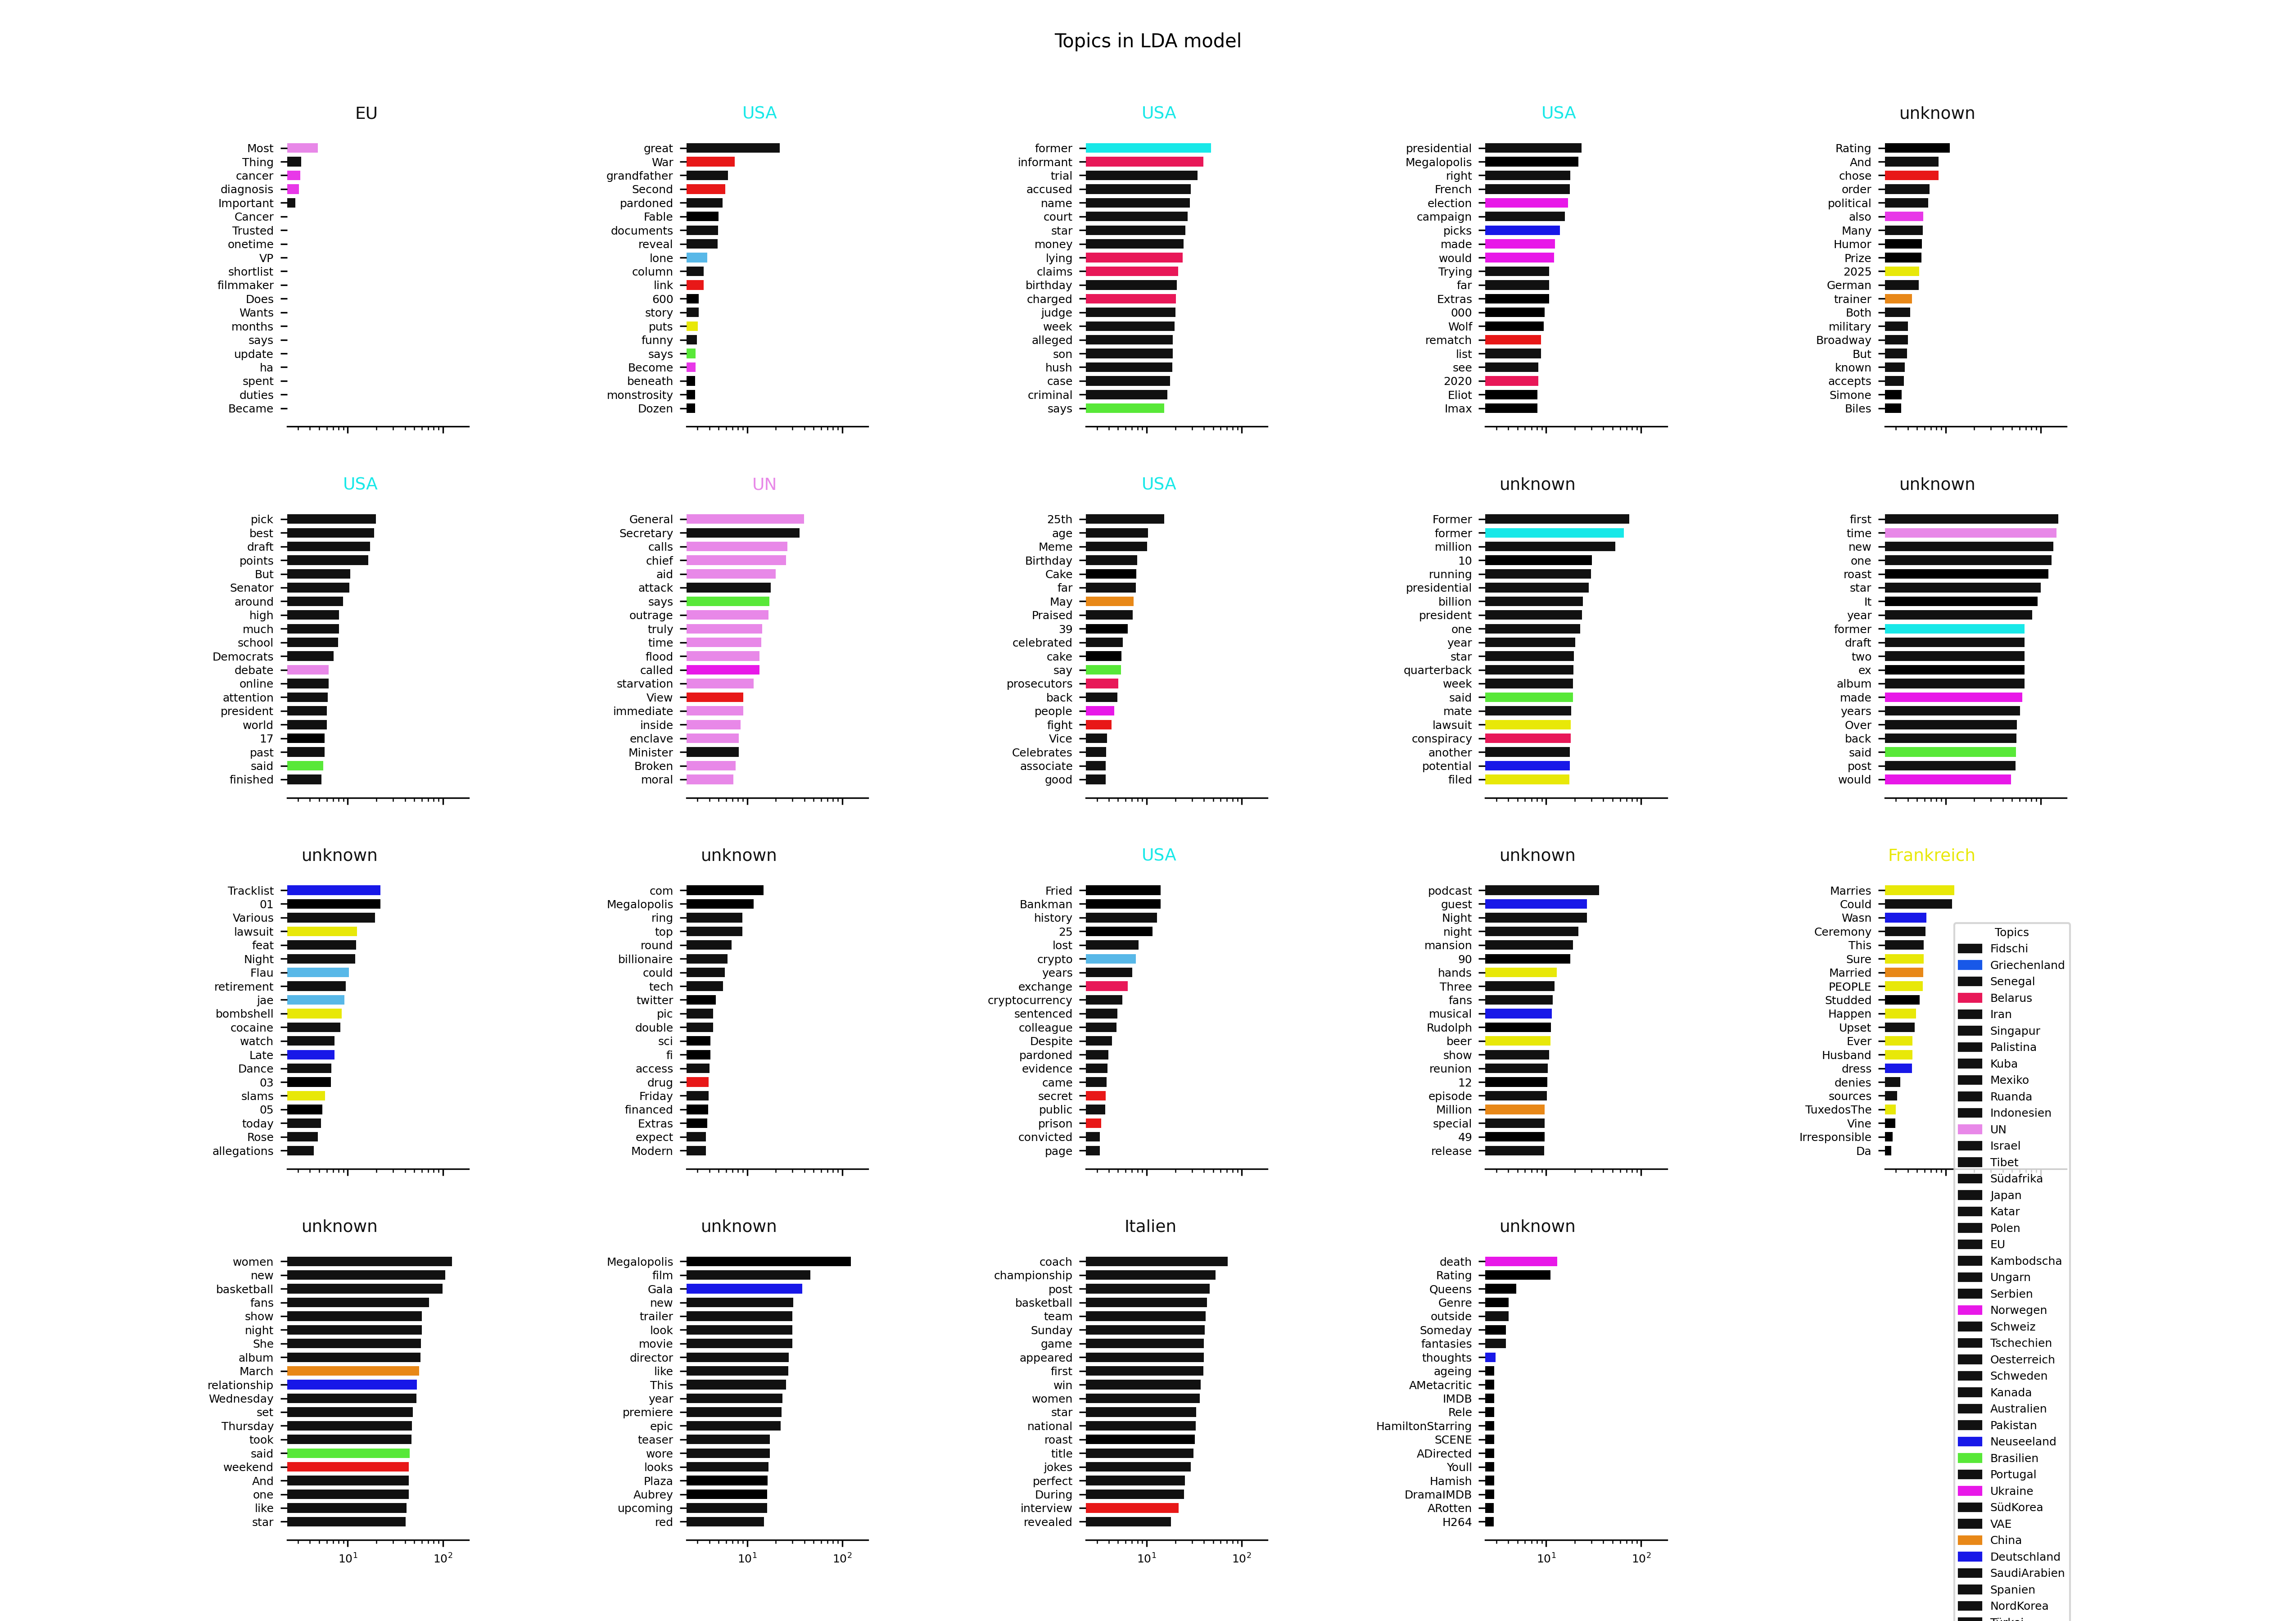 Topics in LDA model
EU
Most
Thing
cancer
diagnosis
Important
Cancer
Trusted
onetime
VP
shortlist
filmmaker
Does
Wants
months
says
update
ha
spent
duties
Became
USA
great
War
grandfather
Second
pardoned
Fable
documents
reveal
lone
column
link
600
story
puts
funny
says
Become
beneath
monstrosity
Dozen
USA
former
informant
trial
accused
name
court
star
money
lying
claims
birthday
charged
judge
week
alleged
son
hush
case
criminal
says
USA
presidential
Megalopolis
right
French
election
campaign
picks
made
would
Trying
far
Extras
000
Wolf
rematch
list
see
2020
Eliot
Imax
unknown
Rating
And
chose
order
political
also
Many
Humor
Prize
2025
German
trainer
Both
military
Broadway
But
known
accepts
Simone
Biles
USA
pick
best
draft
points
But
Senator
around
high
much
school
Democrats
debate
online
attention
president
world
17
past
said
finished
UN
General
Secretary
calls
chief
aid
attack
says
outrage
truly
time
flood
called
starvation
View
immediate
inside
enclave
Minister
Broken
moral
USA
25th
age
Meme
Birthday
Cake
far
May
Praised
39
celebrated
cake
say
prosecutors
back
people
fight
Vice
Celebrates
associate
good
unknown
Former
former
million
10
running
presidential
billion
president
one
year
star
quarterback
week
said
mate
lawsuit
conspiracy
another
potential
filed
unknown
first
time
new
one
roast
star
It
year
former
draft
two
ex
album
made
years
Over
back
said
post
would
unknown
Tracklist
01
Various
lawsuit
feat
Night
Flau
retirement
jae
bombshell
cocaine
watch
Late
Dance
03
slams
05
today
Rose
allegations
unknown
com
Megalopolis
ring
top
round
billionaire
could
tech
twitter
pic
double
sci
fi
access
drug
Friday
financed
Extras
expect
Modern
USA
Fried
Bankman
history
25
lost
crypto
years
exchange
cryptocurrency
sentenced
colleague
Despite
pardoned
evidence
came
secret
public
prison
convicted
page
unknown
podcast
guest
Night
night
mansion
90
hands
Three
fans
musical
Rudolph
beer
show
reunion
12
episode
Million
special
49
release
Frankreich
Marries
Could
Wasn
Ceremony
This
Sure
Married
PEOPLE
Studded
Happen
Upset
Ever
Husband
dress
denies
sources
TuxedosThe
Vine
Irresponsible
Da
unknown
women
new
basketball
fans
show
night
She
album
March
relationship
Wednesday
set
Thursday
took
said
weekend
And
one
like
star
10¹ 10²
unknown
Megalopolis
film
Gala
new
trailer
look
movie
director
like
This
year
premiere
epic
teaser
wore
looks
Plaza
Aubrey
upcoming
red
10¹ 10²
Italien
coach
championship
post
basketball
team
Sunday
game
appeared
first
win
women
star
national
roast
title
jokes
perfect
During
interview
revealed
10¹ 10²
unknown
death
Rating
Queens
Genre
outside
Someday
fantasies
thoughts
ageing
AMetacritic
IMDB
Rele
HamiltonStarring
SCENE
ADirected
Youll
Hamish
DramaIMDB
ARotten
H264
10¹ 10²
Topics
Fidschi
Griechenland
Senegal
Belarus
Iran
Singapur
Palistina
Kuba
Mexiko
Ruanda
Indonesien
UN
Israel
Tibet
Südafrika
Japan
Katar
Polen
EU
Kambodscha
Ungarn
Serbien
Norwegen
Schweiz
Tschechien
Oesterreich
Schweden
Kanada
Australien
Pakistan
Neuseeland
Brasilien
Portugal
Ukraine
SüdKorea
VAE
China
Deutschland
SaudiArabien
Spanien
NordKorea